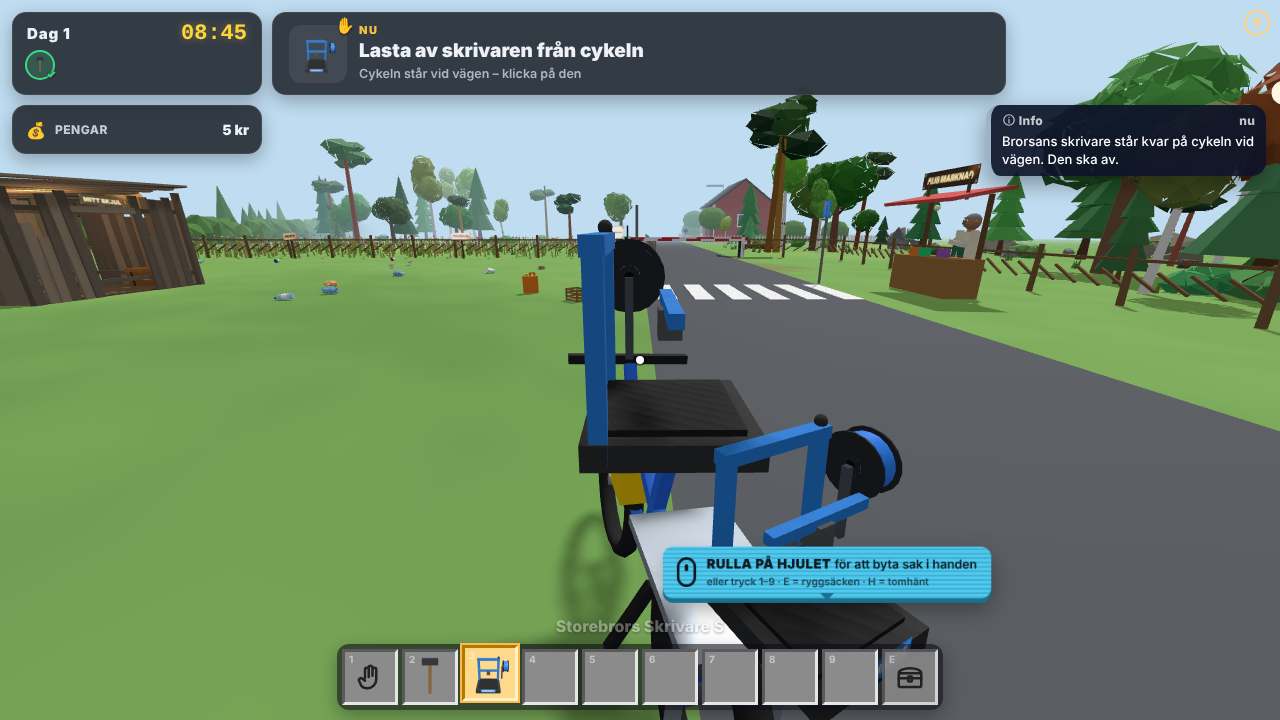 Dag 1
08:45
PENGAR
5 kr
NU
Lasta av skrivaren från cykeln
Cykeln står vid vägen – klicka på den
Info
nu
Brorsans skrivare står kvar på cykeln vid
vägen. Den ska av.
MITT SKJUL
RULLA PÅ HJULET för att byta sak i handen
eller tryck 1–9 · E = ryggsäcken · H = tomhänt
Storebrors Skrivare S
1
2
4
5
6
7
8
9
E